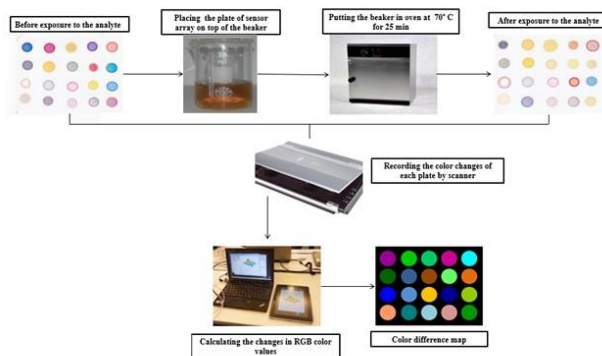 Before exposure to the analyte
Placing the plate of sensor
array on top of the beaker
Putting the beaker in oven at 70° C
for 25 min
After exposure to the analyte
Recording the color changes of
each plate by scanner
Calculating the changes in RGB color
values
Color difference map